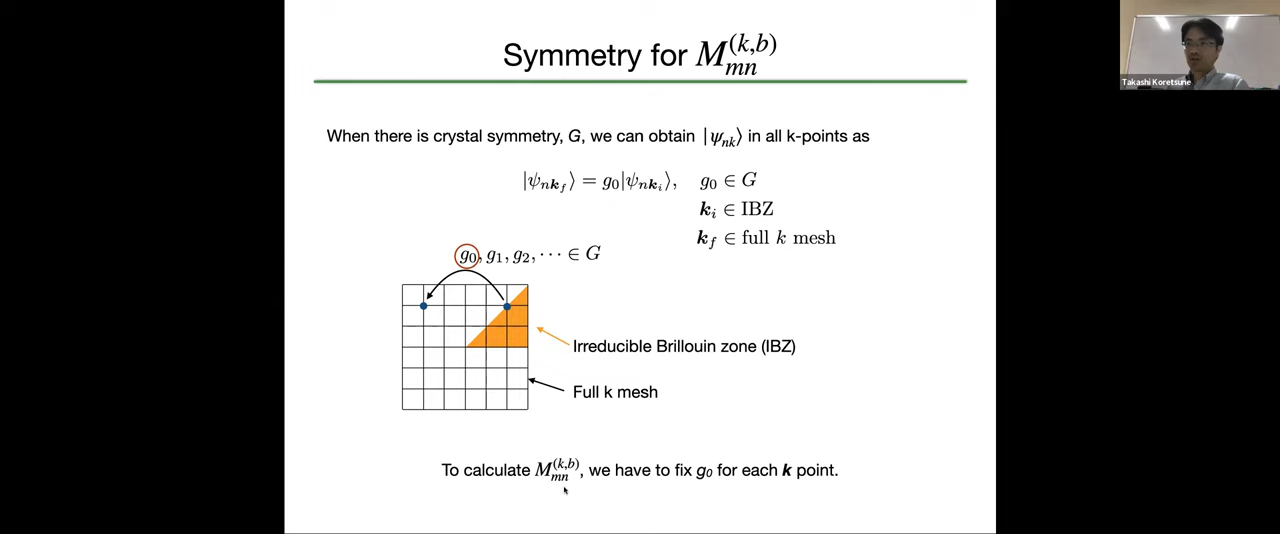 Symmetry for M_{mn}^{(k,b)}
When there is crystal symmetry, G, we can obtain |ψ_{nk}⟩ in all k-points as
|ψ_{nk_f}⟩ = g_0|ψ_{nk_i}⟩, g_0 ∈ G
k_i ∈ IBZ
k_f ∈ full k mesh
g_0, g_1, g_2, ⋯ ∈ G
Irreducible Brillouin zone (IBZ)
Full k mesh
To calculate M_{mn}^{(k,b)}, we have to fix g_0 for each k point.
Takashi Koretsune